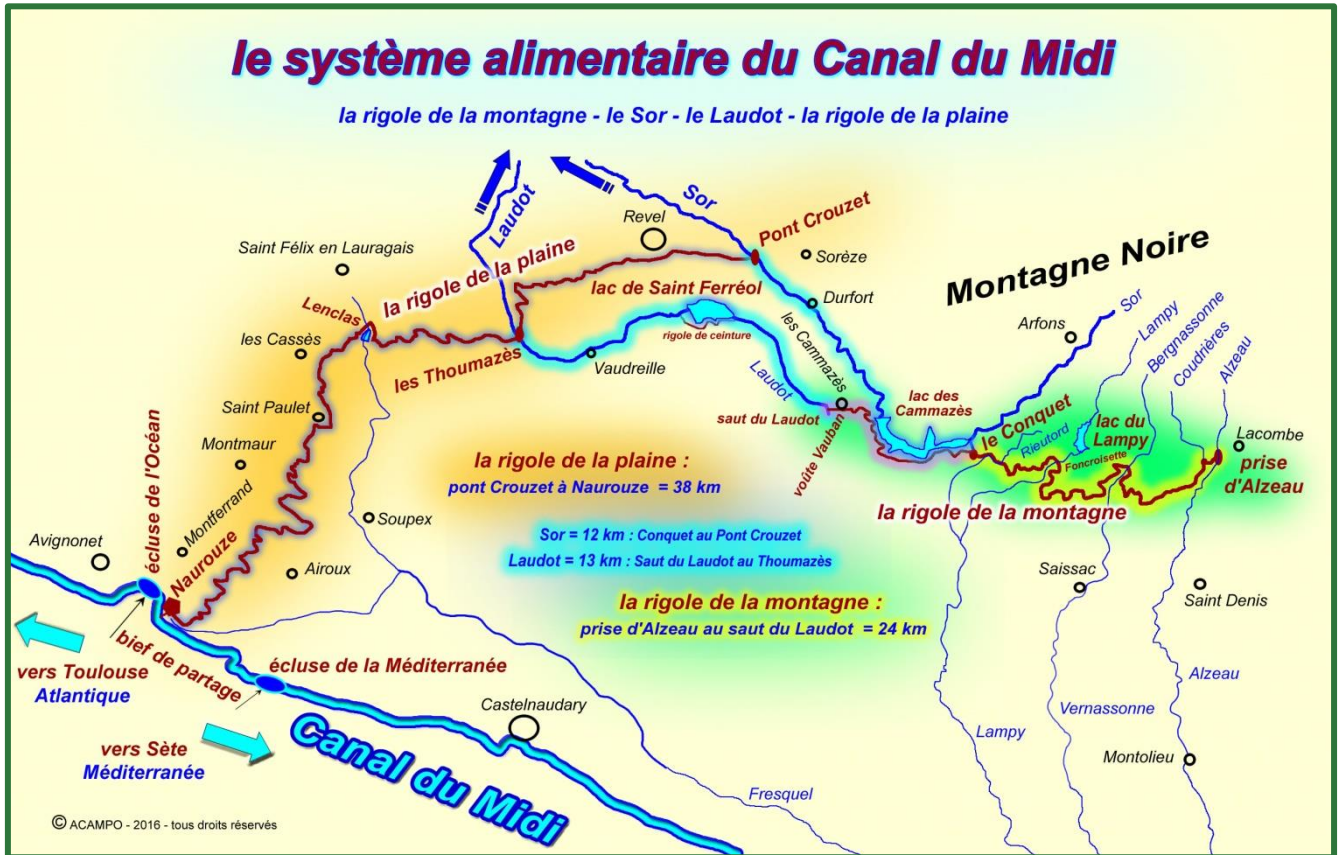 le système alimentaire du Canal du Midi
la rigole de la montagne - le Sor - le Laudot - la rigole de la plaine
Laudot
Sor
Revel
Pont Crouzet
Saint Félix en Lauragais
la rigole de la plaine
Sorèze
Montagne Noire
lac de Saint Ferréol
Durfort
Lenclas
rigole de ceinture
les Cammazès
Arfons
Sor
Lampy
Bergnassonne
Coudrières
Alzeau
les Cassès
les Thoumazès
Vaudreille
Laudot
lac des
Cammazès
saut du Laudot
voûte Vauban
le Conquet
Rieutord
lac du
Lampy
Foncroisette
Lacombe
prise
d'Alzeau
Saint Paulet
Montmaur
la rigole de la montagne
la rigole de la plaine :
pont Crouzet à Naurouze = 38 km
écluse de l'Océan
Montferrand
Soupex
Avignonet
Naurouze
Airoux
Sor = 12 km : Conquet au Pont Crouzet
Laudot = 13 km : Saut du Laudot au Thoumazès
Saissac
Saint Denis
la rigole de la montagne :
prise d'Alzeau au saut du Laudot = 24 km
bief de partage
écluse de la Méditerranée
vers Toulouse
Atlantique
Castelnaudary
Alzeau
Vernassonne
Lampy
vers Sète
Méditerranée
Canal du Midi
Montolieu
Fresquel
© ACAMPO - 2016 - tous droits réservés